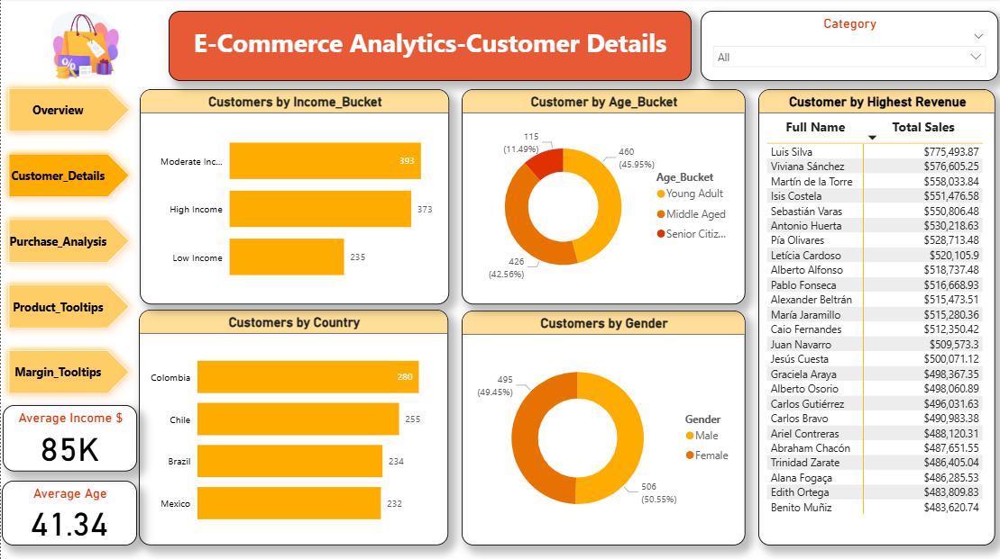 %
E-Commerce Analytics-Customer Details
Category
All
Overview
Customer_Details
Purchase_Analysis
Product_Tooltips
Margin_Tooltips
Average Income $
85K
Average Age
41.34
Customers by Income_Bucket
Moderate Inc... 393
High Income 373
Low Income 235
Customers by Age_Bucket
115
(11.49%)
460
(45.95%)
426
(42.56%)
Age_Bucket
Young Adult
Middle Aged
Senior Citiz...
Customers by Country
Colombia 280
Chile 255
Brazil 234
Mexico 232
Customers by Gender
495
(49.45%)
506
(50.55%)
Gender
Male
Female
Customer by Highest Revenue
Full Name Total Sales
Luis Silva $775,493.87
Viviana Sánchez $576,605.25
Martín de la Torre $558,033.84
Isis Costela $551,476.58
Sebastián Varas $550,806.48
Antonio Huerta $530,218.63
Pía Olivares $528,713.48
Letícia Cardoso $520,105.9
Alberto Alfonso $518,737.48
Pablo Fonseca $516,668.93
Alexander Beltrán $515,473.51
María Jaramillo $515,280.36
Caio Fernandes $512,350.42
Juan Navarro $509,573.3
Jesús Cuesta $500,071.12
Graciela Araya $498,367.35
Alberto Osorio $498,060.89
Carlos Gutiérrez $496,031.63
Carlos Bravo $490,983.38
Ariel Contreras $488,120.31
Abraham Chacón $487,651.55
Trinidad Zarate $486,405.04
Alana Fogaça $486,285.53
Edith Ortega $483,809.83
Benito Muñiz $483,620.74